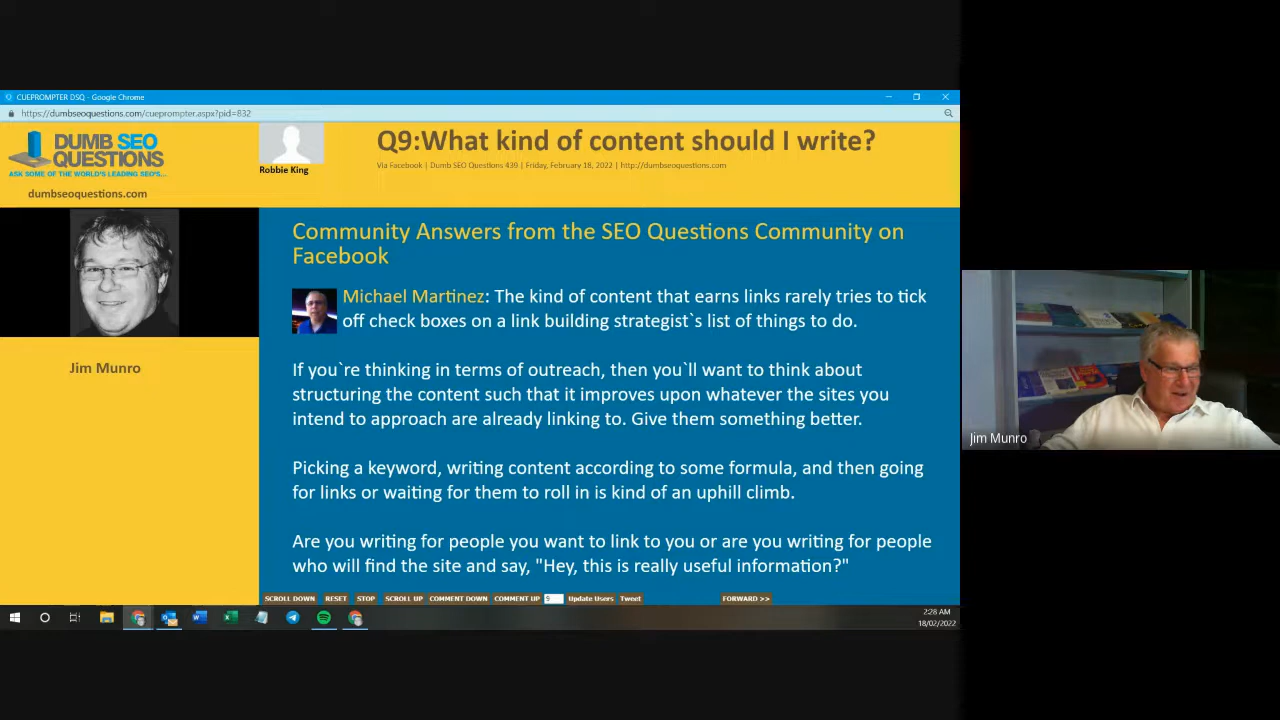 CUEPROMPTER DSQ - Google Chrome
https://dumbseoquestions.com/cueprompter.aspx?pid=832
DUMB SEO
QUESTIONS
ASK SOME OF THE WORLD'S LEADING SEO'S...
dumbseoquestions.com
Robbie King
Q9:What kind of content should I write?
Via Facebook | Dumb SEO Questions 439 | Friday, February 18, 2022 | http://dumbseoquestions.com
Jim Munro
Community Answers from the SEO Questions Community on
Facebook
Michael Martinez: The kind of content that earns links rarely tries to tick
off check boxes on a link building strategist`s list of things to do.
If you`re thinking in terms of outreach, then you`ll want to think about
structuring the content such that it improves upon whatever the sites you
intend to approach are already linking to. Give them something better.
Picking a keyword, writing content according to some formula, and then going
for links or waiting for them to roll in is kind of an uphill climb.
Are you writing for people you want to link to you or are you writing for people
who will find the site and say, "Hey, this is really useful information?"
SCROLL DOWN RESET STOP SCROLL UP COMMENT DOWN COMMENT UP 9 Update Users Tweet FORWARD >>
2:28 AM
18/02/2022
Jim Munro